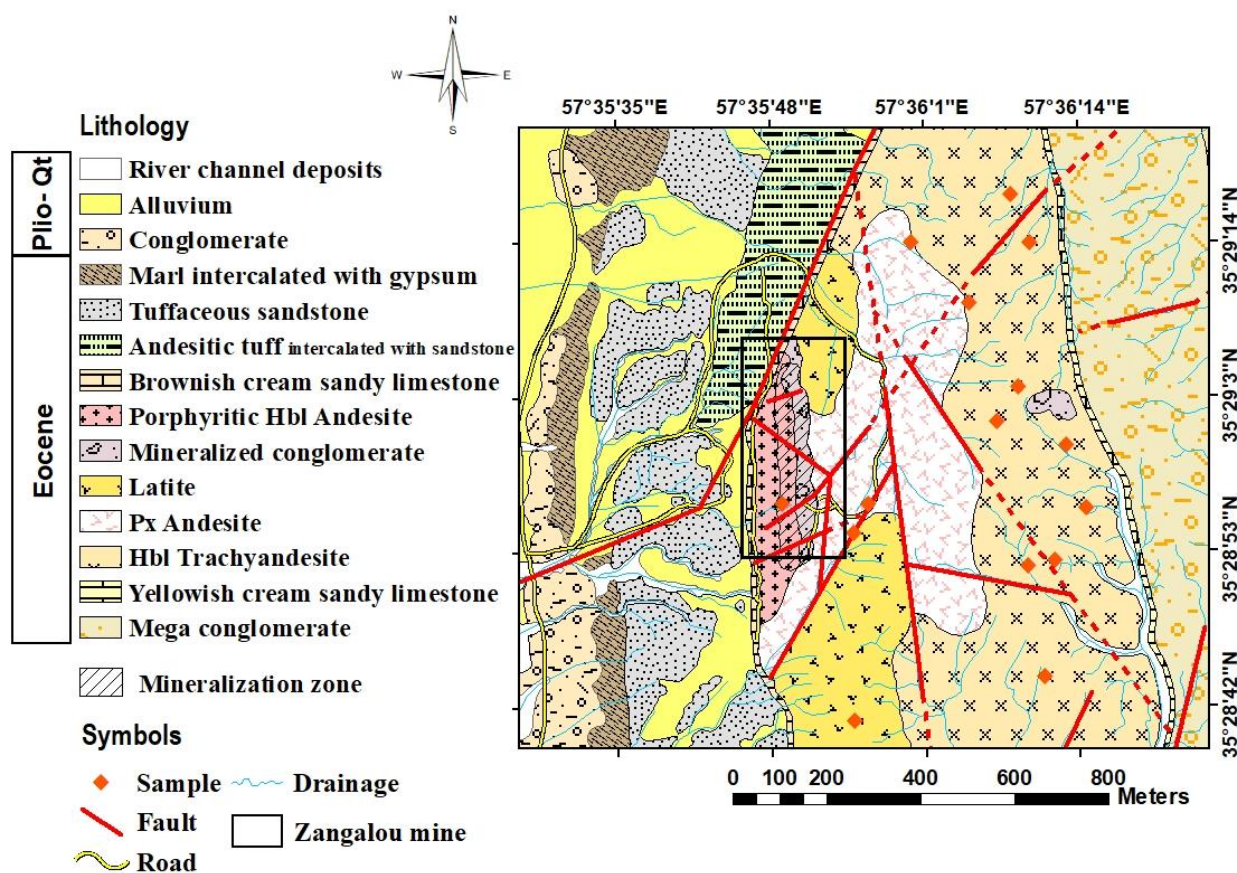 N
W E
S
57°35'35"E 57°35'48"E 57°36'1"E 57°36'14"E
Lithology
River channel deposits
Alluvium
Conglomerate
Marl intercalated with gypsum
Tuffaceous sandstone
Andesitic tuff intercalated with sandstone
Brownish cream sandy limestone
Porphyritic Hbl Andesite
Mineralized conglomerate
Latite
Px Andesite
Hbl Trachyandesite
Yellowish cream sandy limestone
Mega conglomerate
Mineralization zone
Plio- Qt
Eocene
Symbols
Sample
Drainage
Fault
Zangalou mine
Road
35°29'14"N
35°29'3"N
35°28'53"N
35°28'42"N
0 100 200 400 600 800
Meters